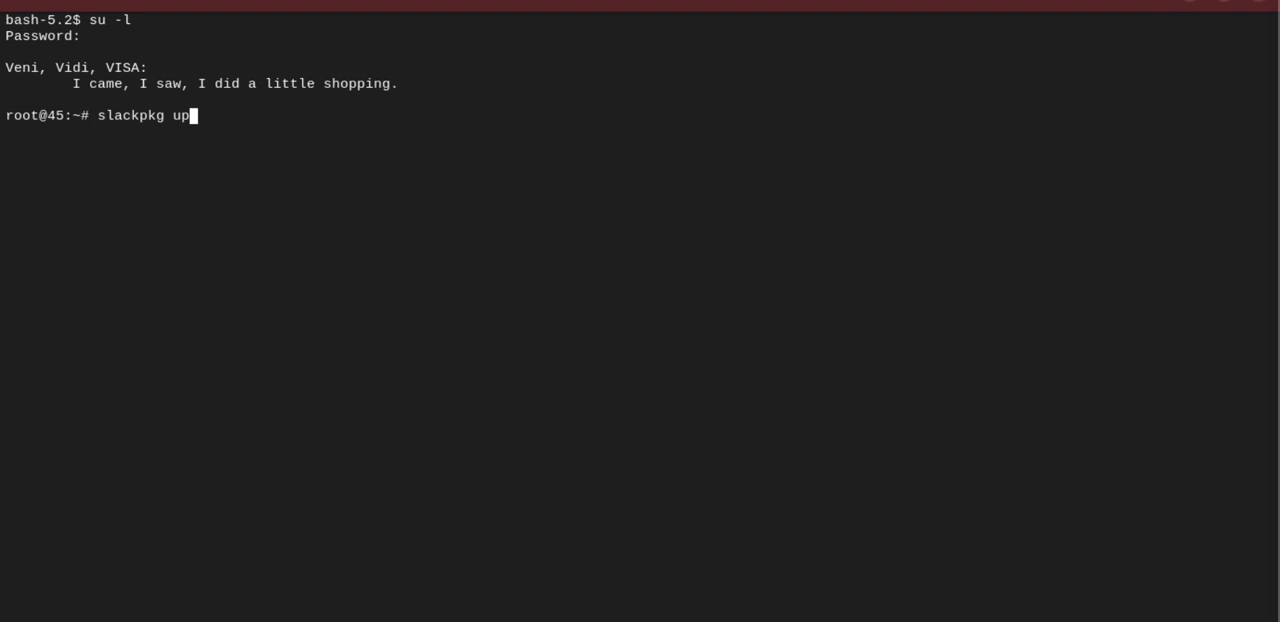 bash-5.2$ su -l
Password:
Veni, Vidi, VISA:
I came, I saw, I did a little shopping.
root@45:~# slackpkg up